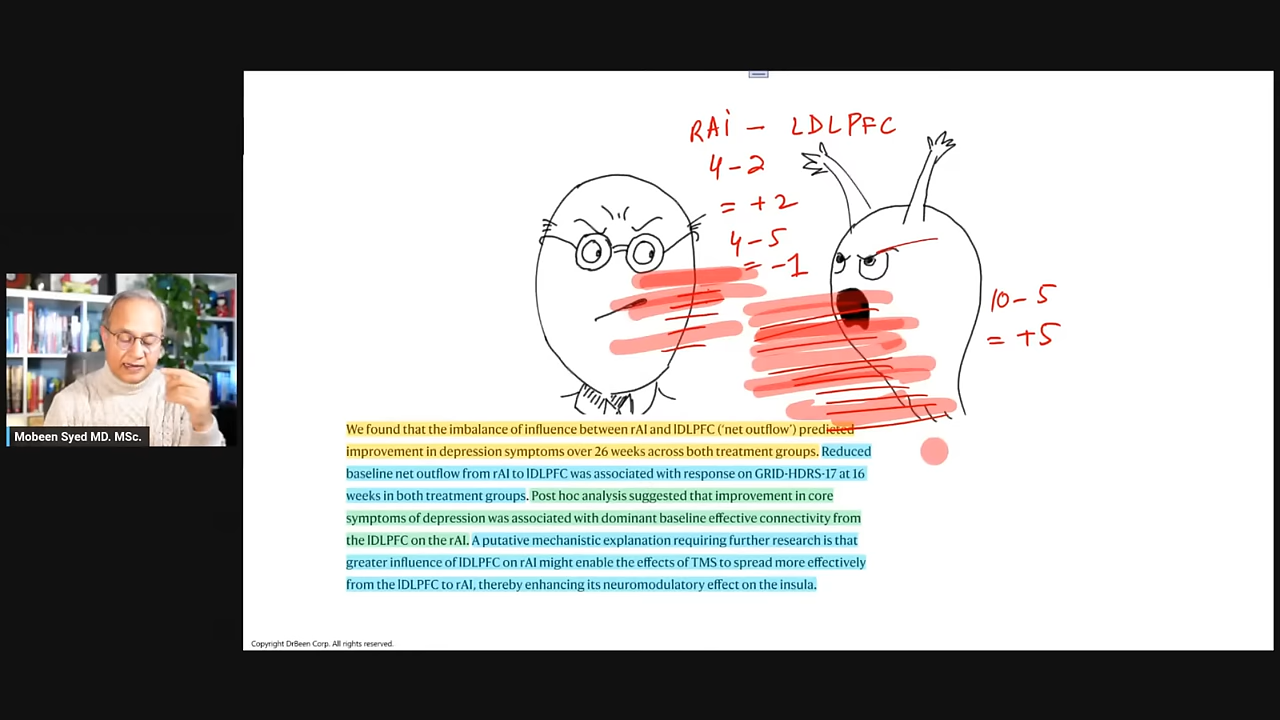 RAi - LDLPFC
4-2
= +2
4-5
= -1
10-5
= +5
Mobeen Syed MD. MSc.
We found that the imbalance of influence between rAI and lDLPFC (‘net outflow’) predicted
improvement in depression symptoms over 26 weeks across both treatment groups. Reduced
baseline net outflow from rAI to lDLPFC was associated with response on GRID-HDRS-17 at 16
weeks in both treatment groups. Post hoc analysis suggested that improvement in core
symptoms of depression was associated with dominant baseline effective connectivity from
the lDLPFC on the rAI. A putative mechanistic explanation requiring further research is that
greater influence of lDLPFC on rAI might enable the effects of TMS to spread more effectively
from the lDLPFC to rAI, thereby enhancing its neuromodulatory effect on the insula.
Copyright DrBeen Corp. All rights reserved.